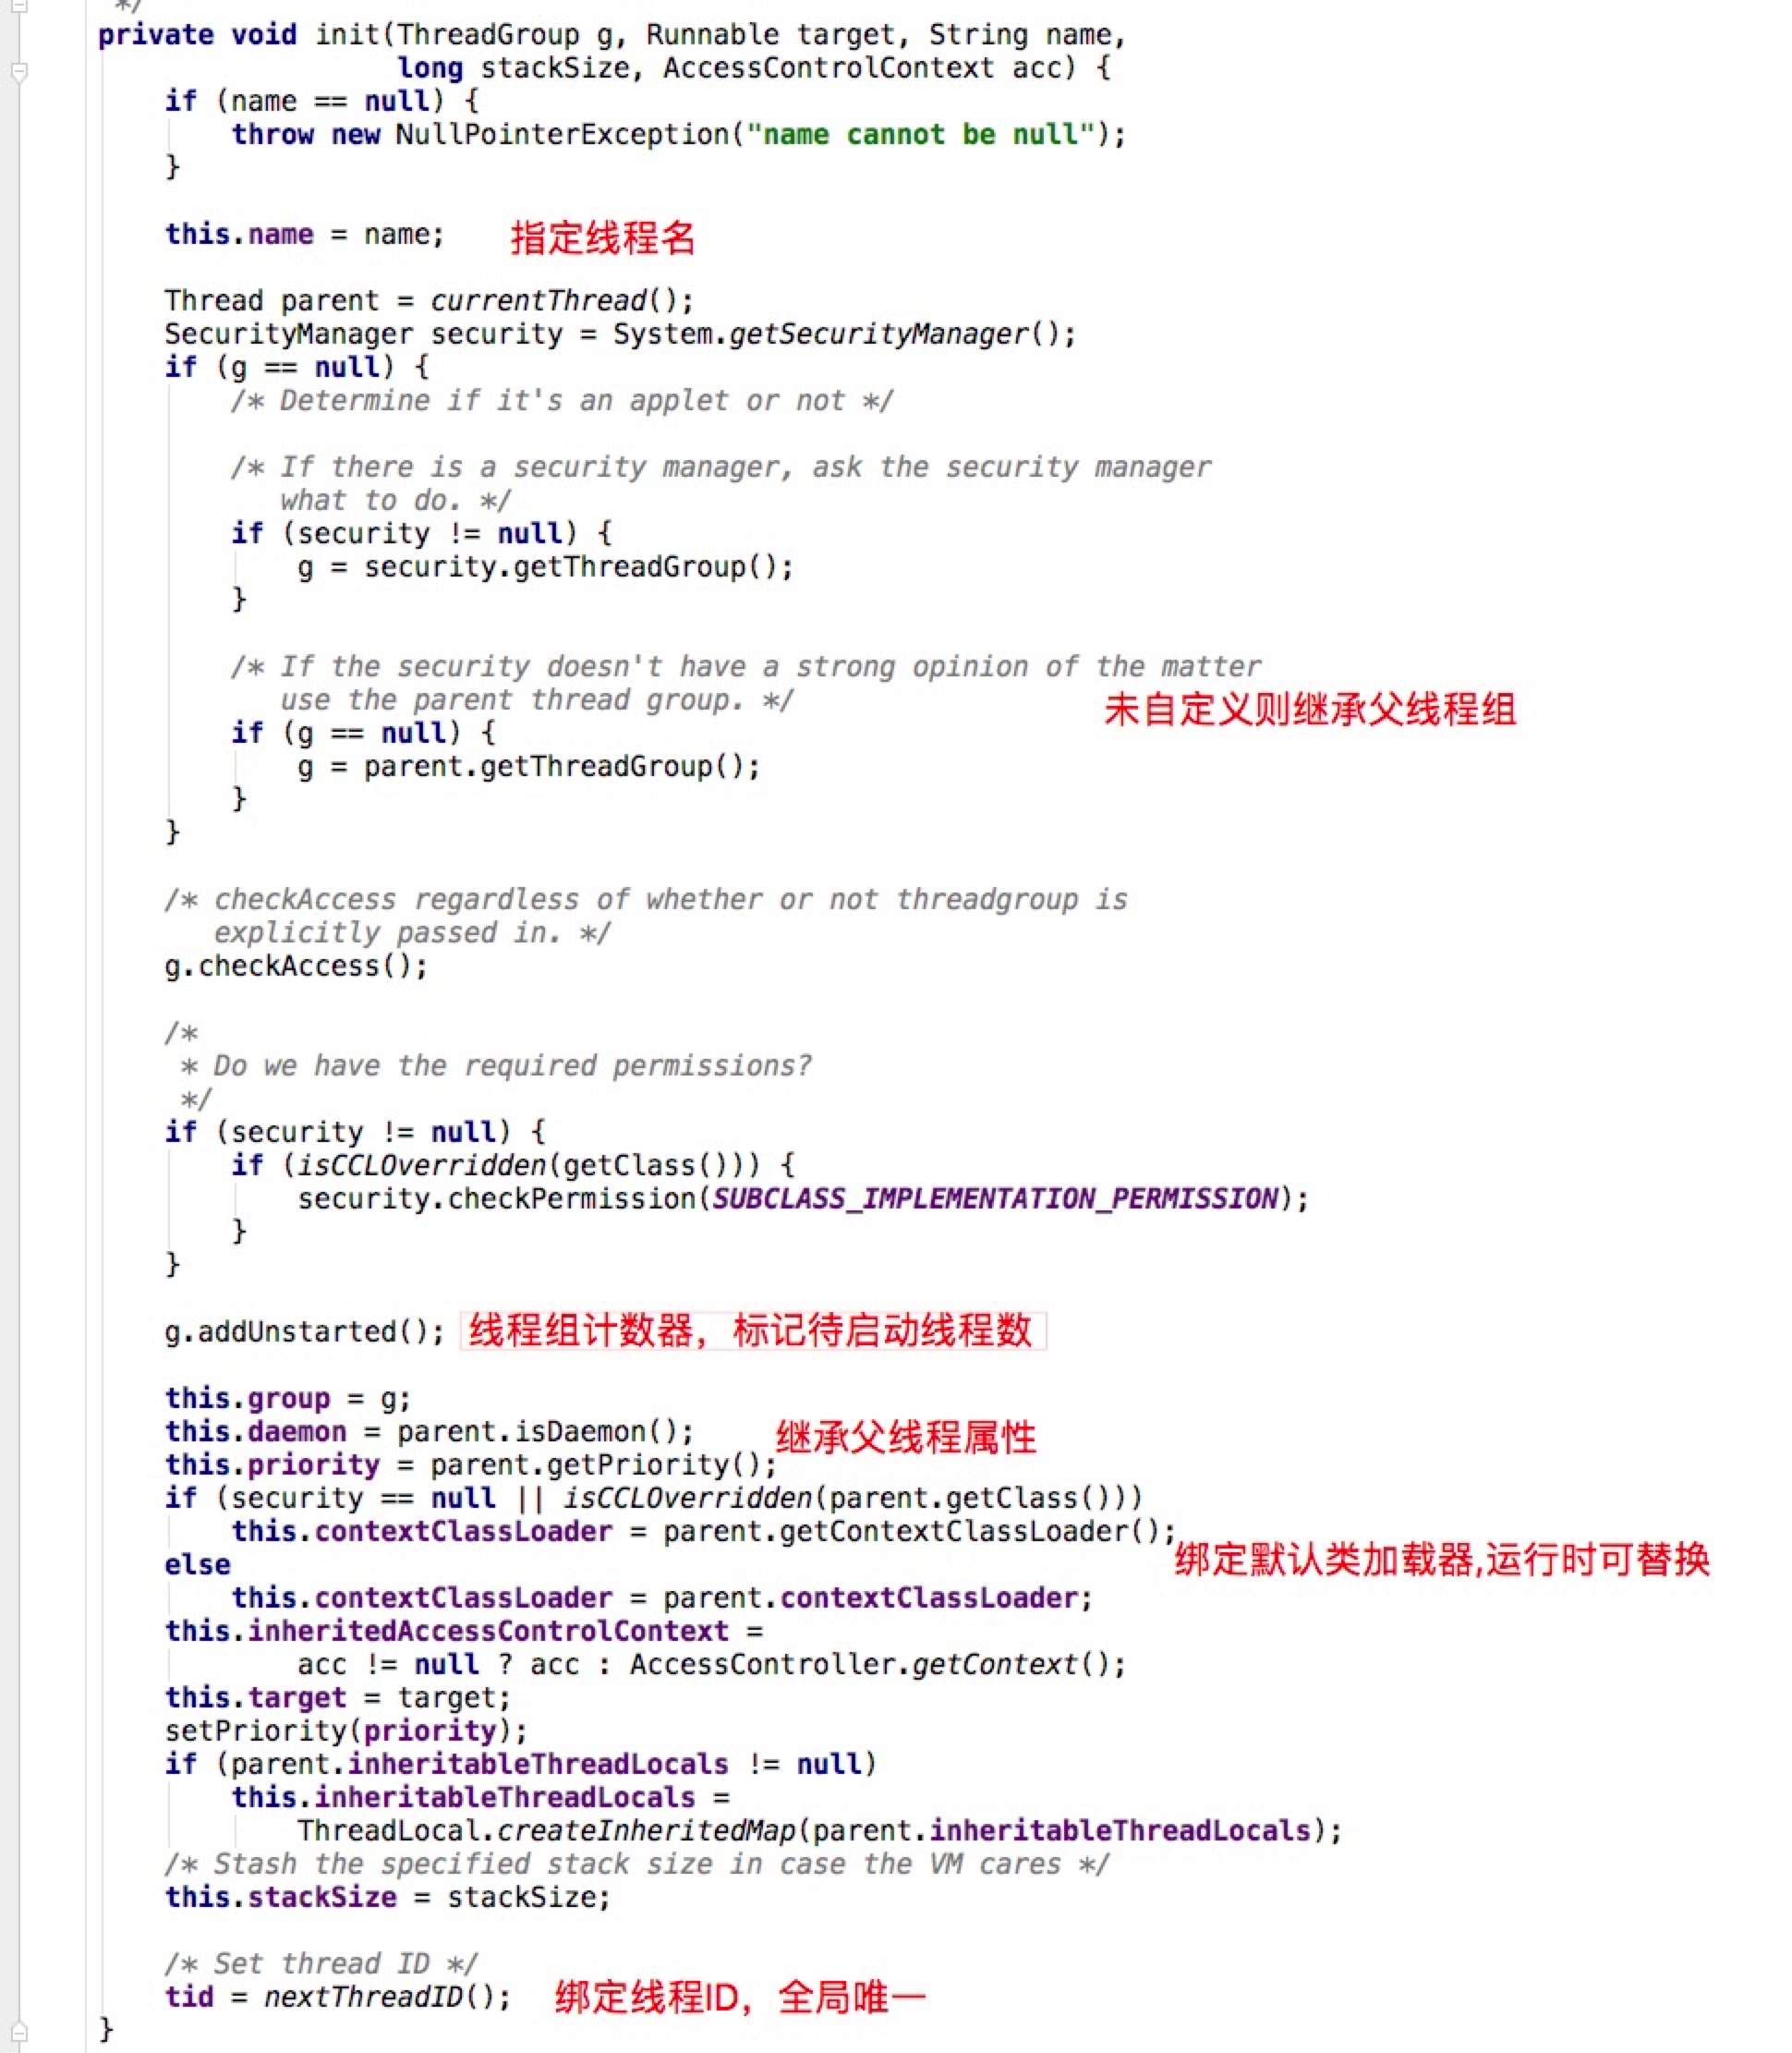 */
private void init(ThreadGroup g, Runnable target, String name,
long stackSize, AccessControlContext acc) {
if (name == null) {
throw new NullPointerException("name cannot be null");
}
this.name = name; 指定线程名
Thread parent = currentThread();
SecurityManager security = System.getSecurityManager();
if (g == null) {
/* Determine if it's an applet or not */
/* If there is a security manager, ask the security manager
what to do. */
if (security != null) {
g = security.getThreadGroup();
}
/* If the security doesn't have a strong opinion of the matter
use the parent thread group. */ 未自定义则继承父线程组
if (g == null) {
g = parent.getThreadGroup();
}
}
/* checkAccess regardless of whether or not threadgroup is
explicitly passed in. */
g.checkAccess();
/*
* Do we have the required permissions?
*/
if (security != null) {
if (isCCLOverridden(getClass())) {
security.checkPermission(SUBCLASS_IMPLEMENTATION_PERMISSION);
}
}
g.addUnstarted(); 线程组计数器，标记待启动线程数
this.group = g;
this.daemon = parent.isDaemon(); 继承父线程属性
this.priority = parent.getPriority();
if (security == null || isCCLOverridden(parent.getClass()))
this.contextClassLoader = parent.getContextClassLoader();
绑定默认类加载器,运行时可替换
else
this.contextClassLoader = parent.contextClassLoader;
this.inheritedAccessControlContext =
acc != null ? acc : AccessController.getContext();
this.target = target;
setPriority(priority);
if (parent.inheritableThreadLocals != null)
this.inheritableThreadLocals =
ThreadLocal.createInheritedMap(parent.inheritableThreadLocals);
/* Stash the specified stack size in case the VM cares */
this.stackSize = stackSize;
/* Set thread ID */
tid = nextThreadID(); 绑定线程ID，全局唯一
}